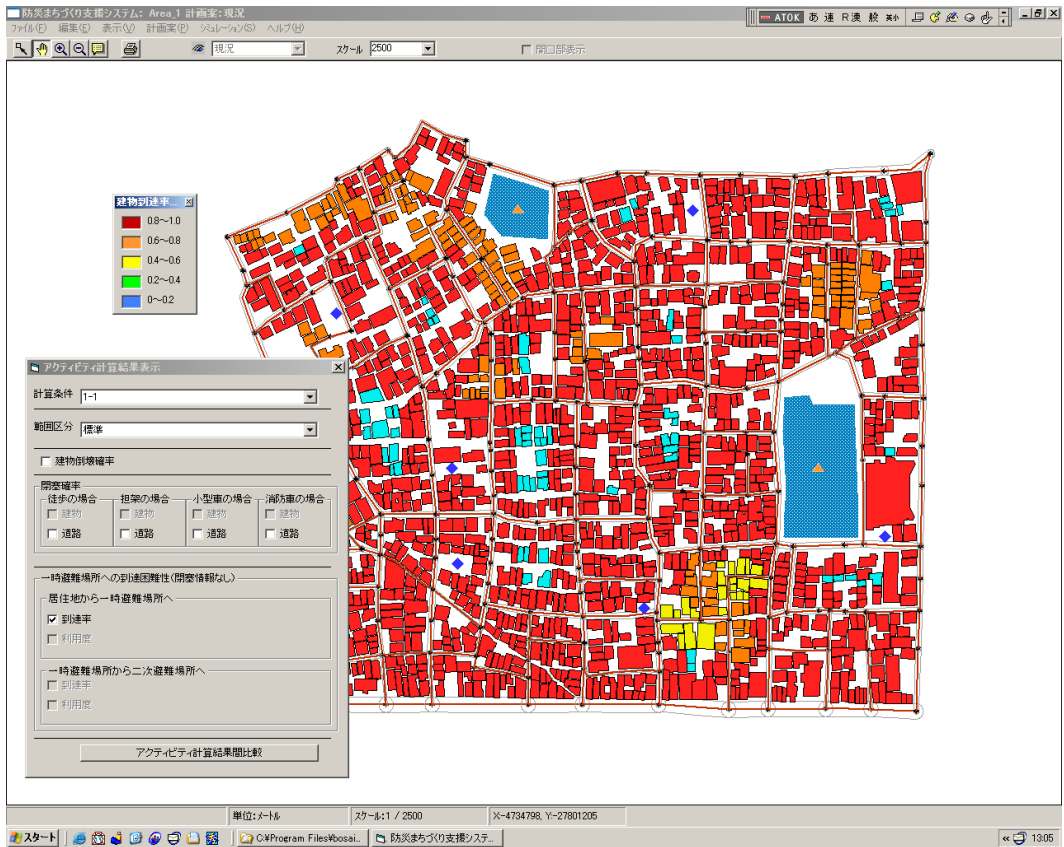 防災まちづくり支援システム: Area_1 計画案:現況
ATOK あ 連 R漢 般 英小
ファイル(F) 編集(E) 表示(V) 計画案(P) シミュレーション(S) ヘルプ(H)
現況 スケール 2500 開口部表示
建物到達率...
0.8～1.0
0.6～0.8
0.4～0.6
0.2～0.4
0～0.2
アクティビティ計算結果表示
計算条件 1-1
範囲区分 標準
建物倒壊確率
閉塞確率
徒歩の場合 担架の場合 小型車の場合 消防車の場合
建物 建物 建物 建物
道路 道路 道路 道路
一時避難場所への到達困難性(閉塞情報なし)
居住地から一時避難場所へ
到達率
利用度
一時避難場所から二次避難場所へ
到達率
利用度
アクティビティ計算結果間比較
単位:メートル スケール:1 / 2500 X-4734798, Y-27801205
スタート C:¥Program Files¥bosai... 防災まちづくり支援システ... « 13:05